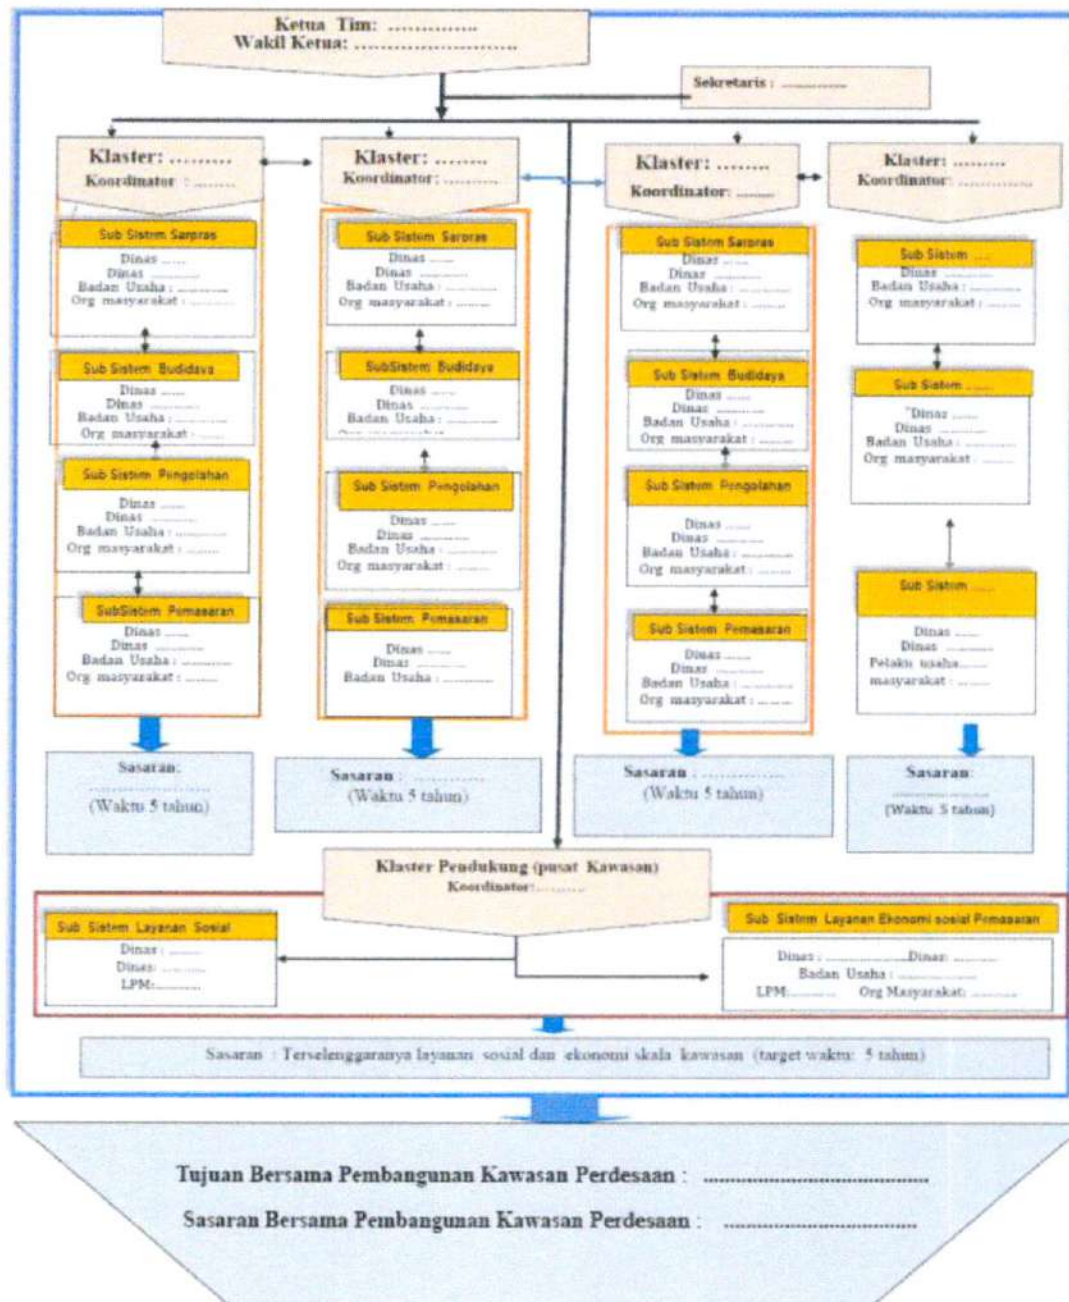 Ketua Tim: ..............
Wakil Ketua: ..........................
Sekretaris : ...............
Klaster: .........
Koordinator : .........
Sub Sistem Sarpras
Dinas ......
Dinas ............
Badan Usaha : ............
Org masyarakat : ..........
Sub Sistem Budidaya
Dinas ......
Dinas ............
Badan Usaha : ............
Org masyarakat : ......
Sub Sistem Pengolahan
Dinas ......
Dinas ............
Badan Usaha : ............
Org masyarakat : ........
SubSistem Pemasaran
Dinas ......
Dinas ............
Badan Usaha : ............
Org masyarakat : ..........
Sasaran:
........................
(Waktu 5 tahun)
Klaster: ........
Koordinator: .........
Sub Sistem Sarpras
Dinas ......
Dinas ............
Badan Usaha : ............
Org masyarakat : ..........
SubSistem Budidaya
Dinas ......
Dinas ............
Badan Usaha : ............
Sub Sistem Pengolahan
Dinas ......
Dinas ............
Badan Usaha : ............
Org masyarakat : ..........
Sub Sistem Pemasaran
Dinas ......
Dinas ............
Badan Usaha : ............
Sasaran : ..............
(Waktu 5 tahun)
Klaster: ........
Koordinator: ........
Sub Sistem Sarpras
Dinas ......
Dinas ............
Badan Usaha : ............
Org masyarakat : ..........
Sub Sistem Budidaya
Dinas ......
Dinas ............
Badan Usaha : ............
Org masyarakat : ..........
Sub Sistem Pengolahan
Dinas ......
Dinas ............
Badan Usaha : ............
Org masyarakat : ..........
Sub Sistem Pemasaran
Dinas ......
Dinas ............
Badan Usaha : ............
Org masyarakat : ..........
Sasaran : ................
(Waktu 5 tahun)
Klaster: .........
Koordinator: ..............
Sub Sistem .....
Dinas ............
Badan Usaha : ............
Org masyarakat : ..........
Sub Sistem ......
"Dinas ......
Dinas ............
Badan Usaha : ............
Org masyarakat : ..........
Sub Sistem ......
Dinas ......
Dinas ............
Pelaku usaha.......
masyarakat : ........
Sasaran:
....................
(Waktu 5 tahun)
Klaster Pendukung (pusat Kawasan)
Koordinator:...........
Sub Sistem Layanan Sosial
Dinas : ........
Dinas: ...........
LPM:............
Sub Sistem Layanan Ekonomi sosial Pemasaran
Dinas : .....................Dinas: ...........
Badan Usaha : ...................
LPM:............ Org Masyarakat: ............
Sasaran : Terselenggaranya layanan sosial dan ekonomi skala kawasan (target waktu: 5 tahun)
Tujuan Bersama Pembangunan Kawasan Perdesaan : ........................................
Sasaran Bersama Pembangunan Kawasan Perdesaan : ..................................